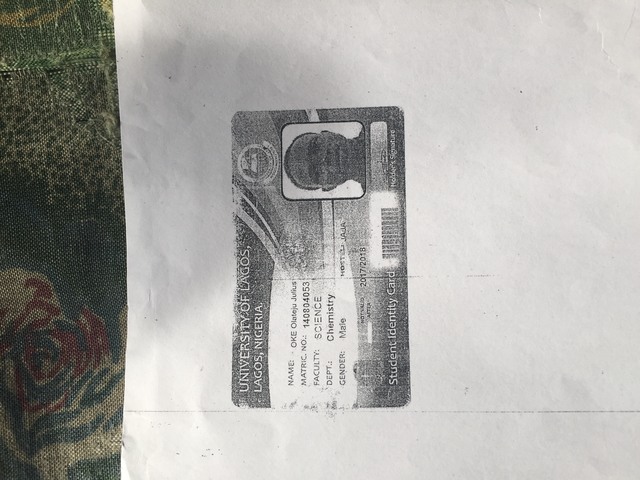 UNIVERSITY OF LAGOS,
LAGOS, NIGERIA.
NAME: OKE Olateju Julius
MATRIC. NO.: 140804053
FACULTY: SCIENCE
DEPT.: Chemistry
GENDER: Male HOSTEL: JAJA
NOT VALID AFTER 2017/2018
Student Identity Card
Holder's Signature